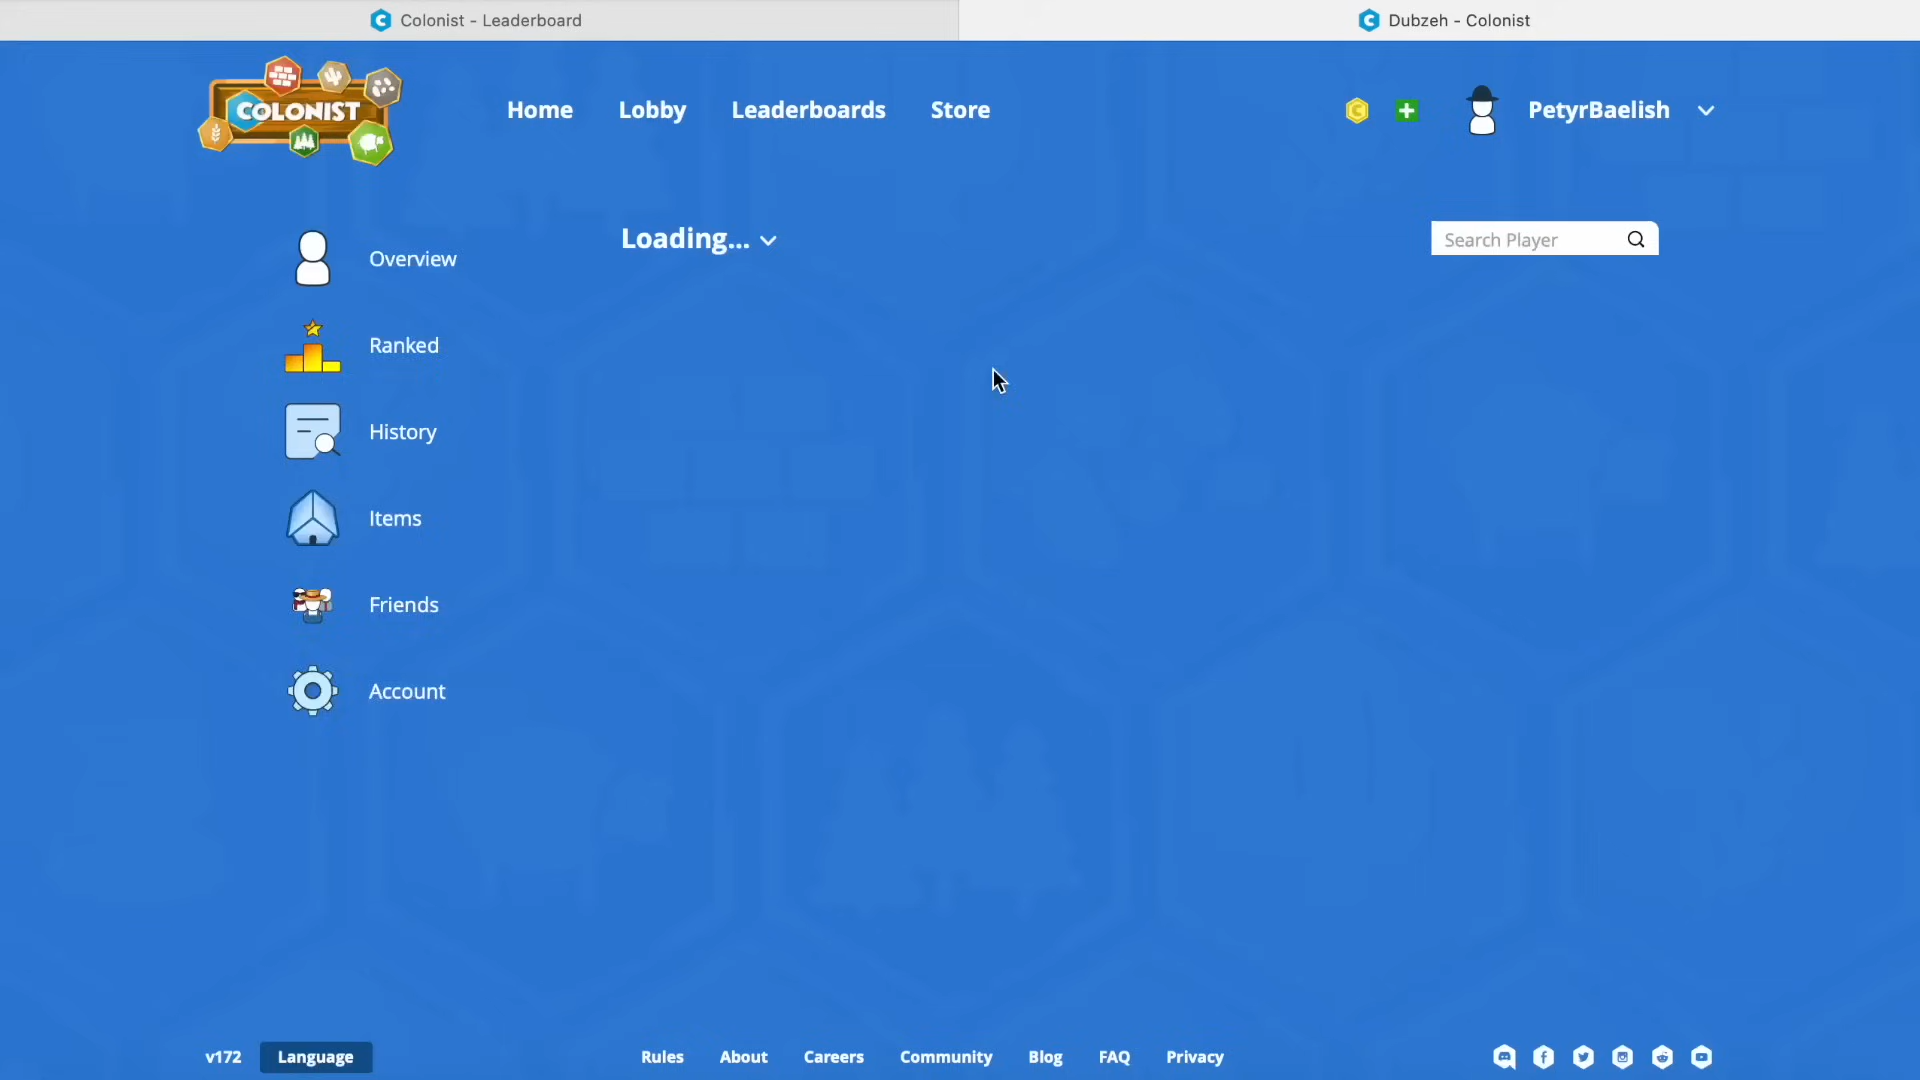 Colonist - Leaderboard
Dubzeh - Colonist
COLONIST
Home
Lobby
Leaderboards
Store
C
PetyrBaelish
Loading...
Search Player
Overview
Ranked
History
Items
Friends
Account
v172
Language
Rules
About
Careers
Community
Blog
FAQ
Privacy